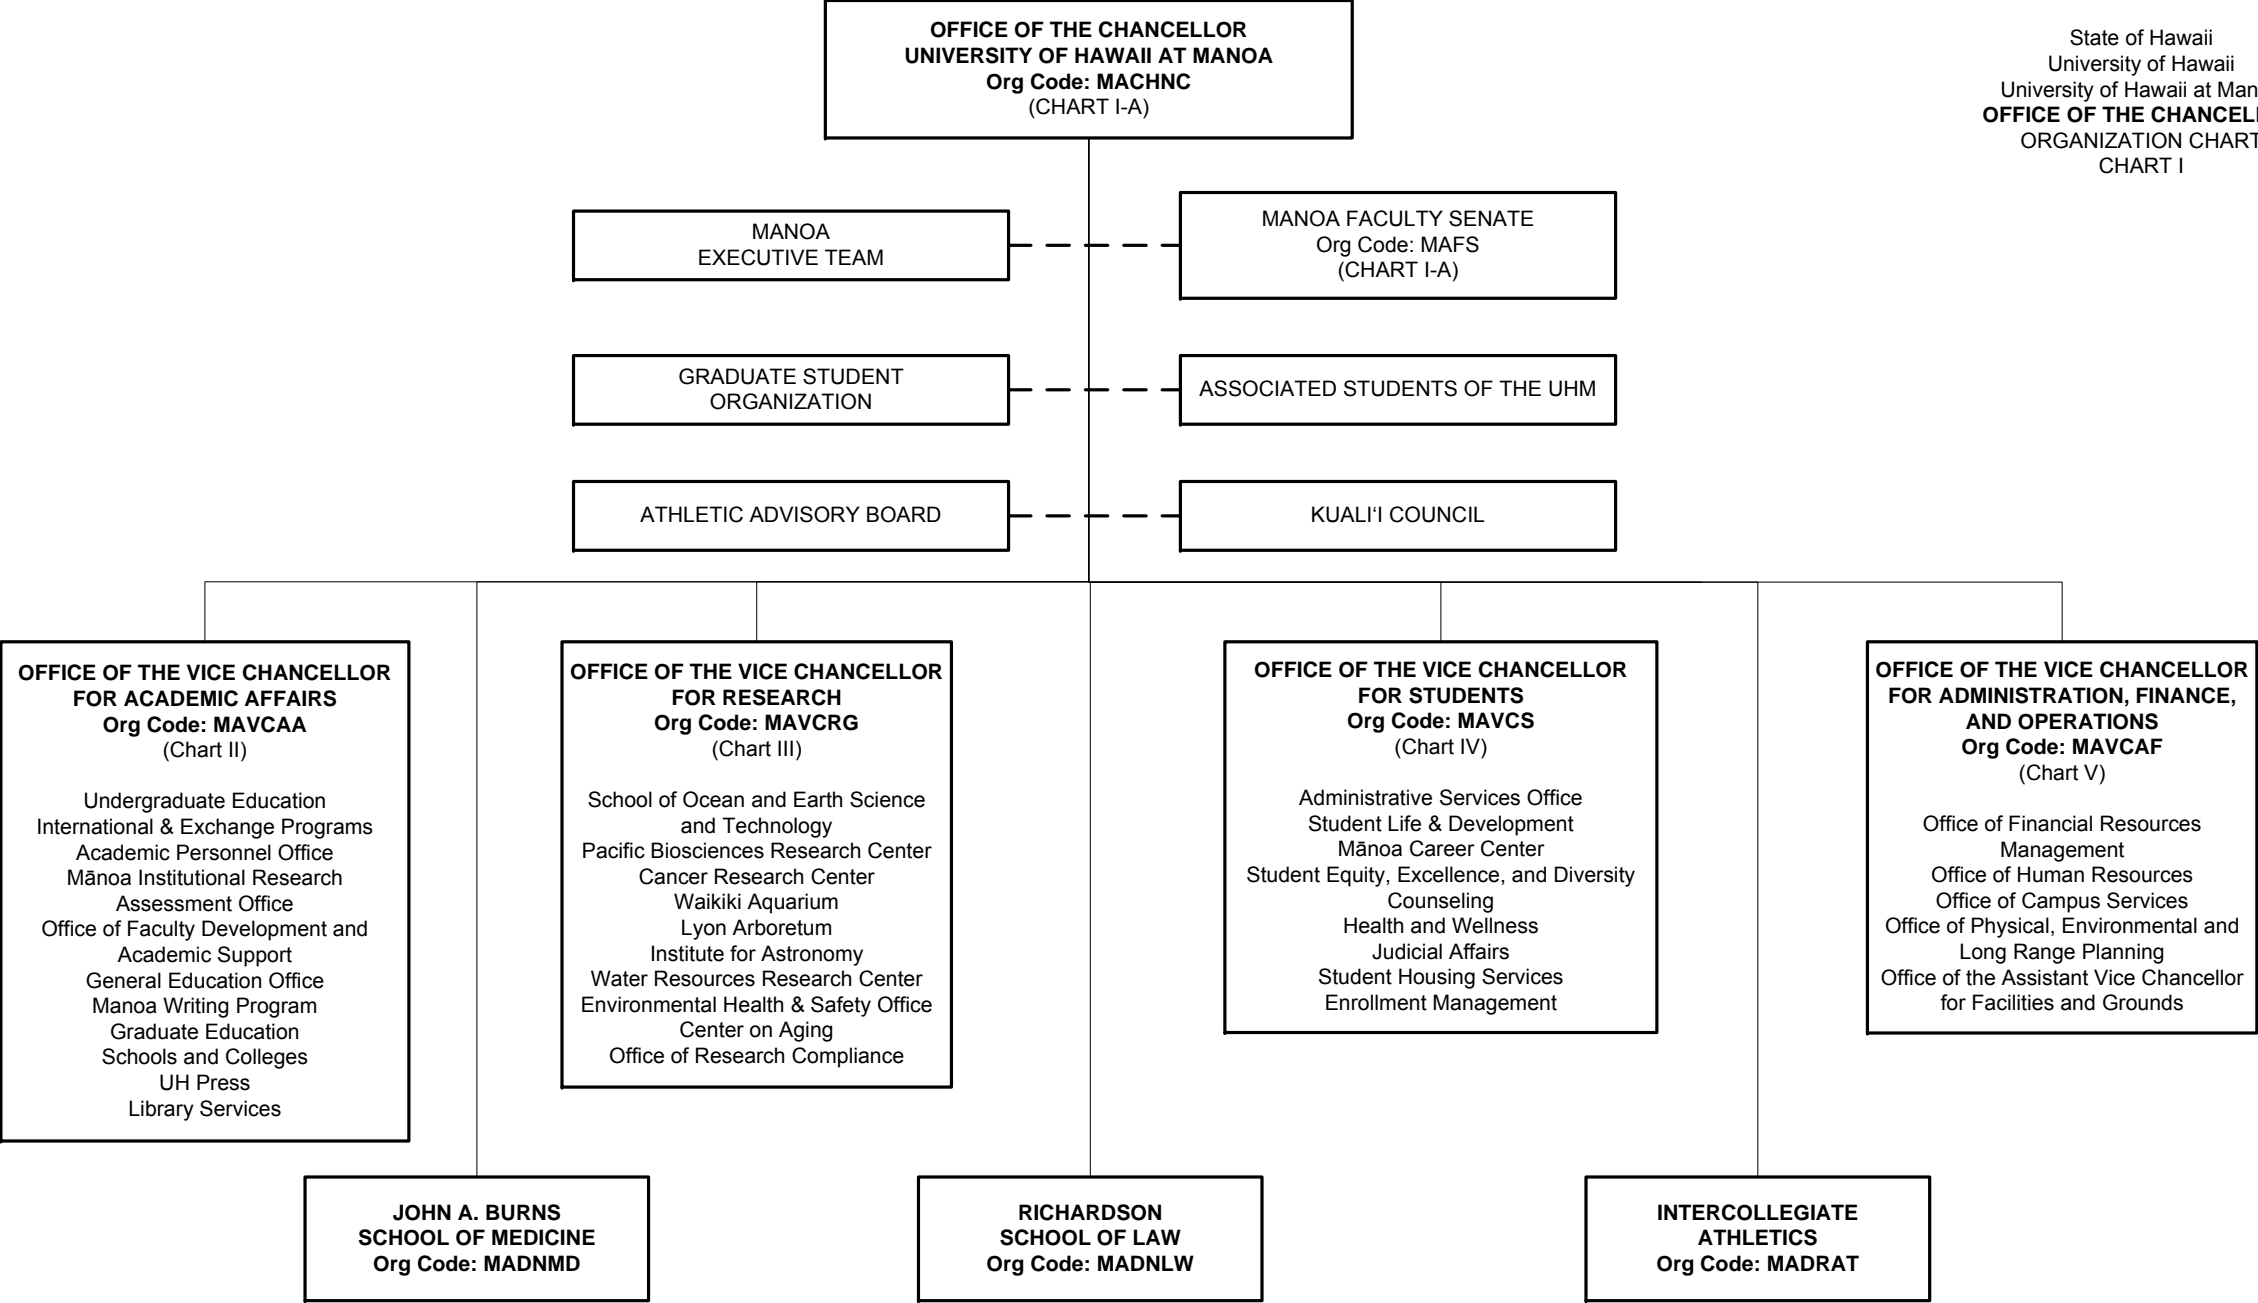 OFFICE OF THE CHANCELLOR
UNIVERSITY OF HAWAII AT MANOA
Org Code: MACHNC
(CHART I-A)
State of Hawaii
University of Hawaii
University of Hawaii at Man
OFFICE OF THE CHANCEL
ORGANIZATION CHART
CHART I
MANOA
EXECUTIVE TEAM
MANOA FACULTY SENATE
Org Code: MAFS
(CHART I-A)
GRADUATE STUDENT
ORGANIZATION
ASSOCIATED STUDENTS OF THE UHM
ATHLETIC ADVISORY BOARD
KUALI‘I COUNCIL
OFFICE OF THE VICE CHANCELLOR
FOR ACADEMIC AFFAIRS
Org Code: MAVCAA
(Chart II)
Undergraduate Education
International & Exchange Programs
Academic Personnel Office
Mānoa Institutional Research
Assessment Office
Office of Faculty Development and
Academic Support
General Education Office
Manoa Writing Program
Graduate Education
Schools and Colleges
UH Press
Library Services
OFFICE OF THE VICE CHANCELLOR
FOR RESEARCH
Org Code: MAVCRG
(Chart III)
School of Ocean and Earth Science
and Technology
Pacific Biosciences Research Center
Cancer Research Center
Waikiki Aquarium
Lyon Arboretum
Institute for Astronomy
Water Resources Research Center
Environmental Health & Safety Office
Center on Aging
Office of Research Compliance
OFFICE OF THE VICE CHANCELLOR
FOR STUDENTS
Org Code: MAVCS
(Chart IV)
Administrative Services Office
Student Life & Development
Mānoa Career Center
Student Equity, Excellence, and Diversity
Counseling
Health and Wellness
Judicial Affairs
Student Housing Services
Enrollment Management
OFFICE OF THE VICE CHANCELLOR
FOR ADMINISTRATION, FINANCE,
AND OPERATIONS
Org Code: MAVCAF
(Chart V)
Office of Financial Resources
Management
Office of Human Resources
Office of Campus Services
Office of Physical, Environmental and
Long Range Planning
Office of the Assistant Vice Chancellor
for Facilities and Grounds
JOHN A. BURNS
SCHOOL OF MEDICINE
Org Code: MADNMD
RICHARDSON
SCHOOL OF LAW
Org Code: MADNLW
INTERCOLLEGIATE
ATHLETICS
Org Code: MADRAT